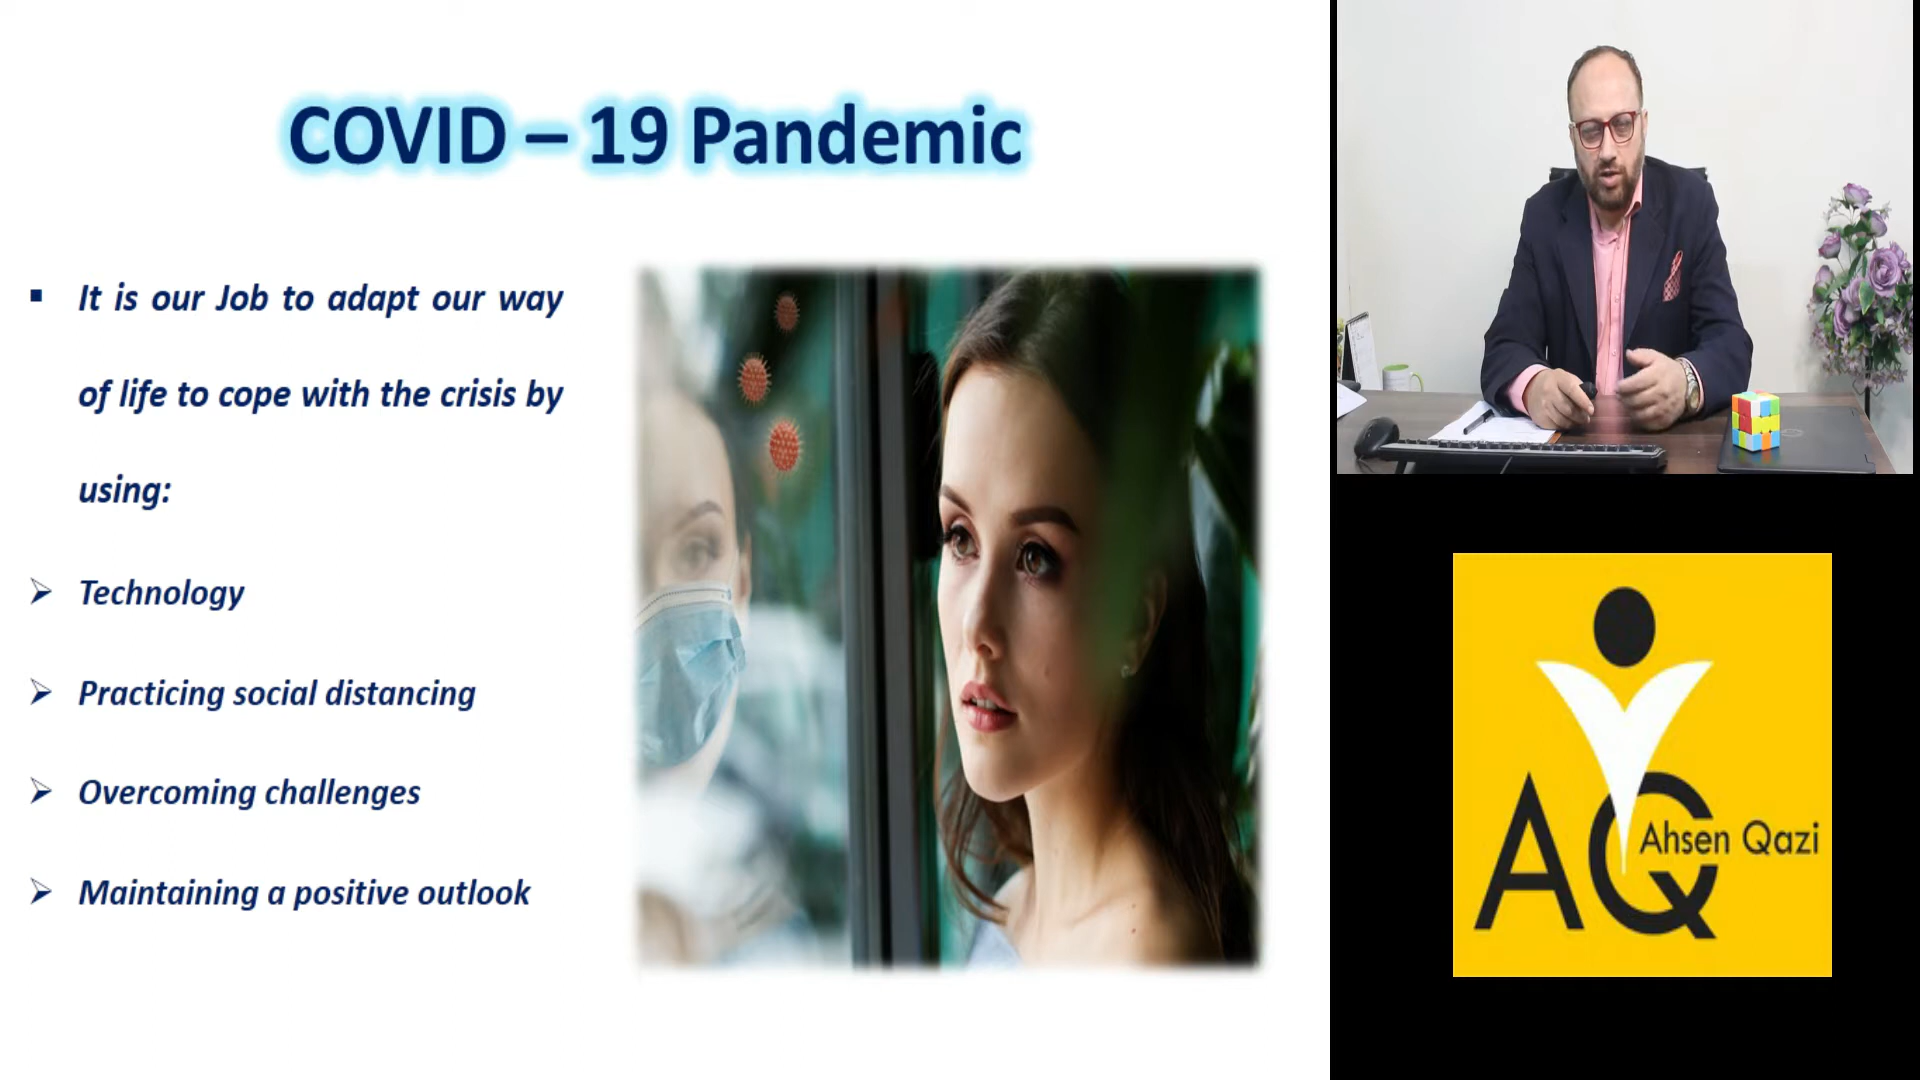 COVID – 19 Pandemic
▪ It is our Job to adapt our way
of life to cope with the crisis by
using:
➢ Technology
➢ Practicing social distancing
➢ Overcoming challenges
➢ Maintaining a positive outlook
AQ
Ahsen Qazi